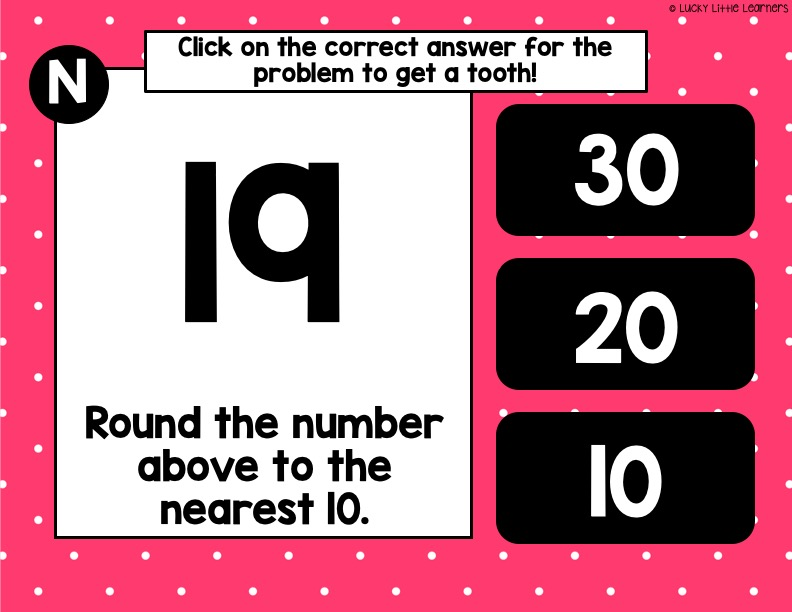 © Lucky Little Learners
Click on the correct answer for the
problem to get a tooth!
N
19
Round the number
above to the
nearest 10.
30
20
10